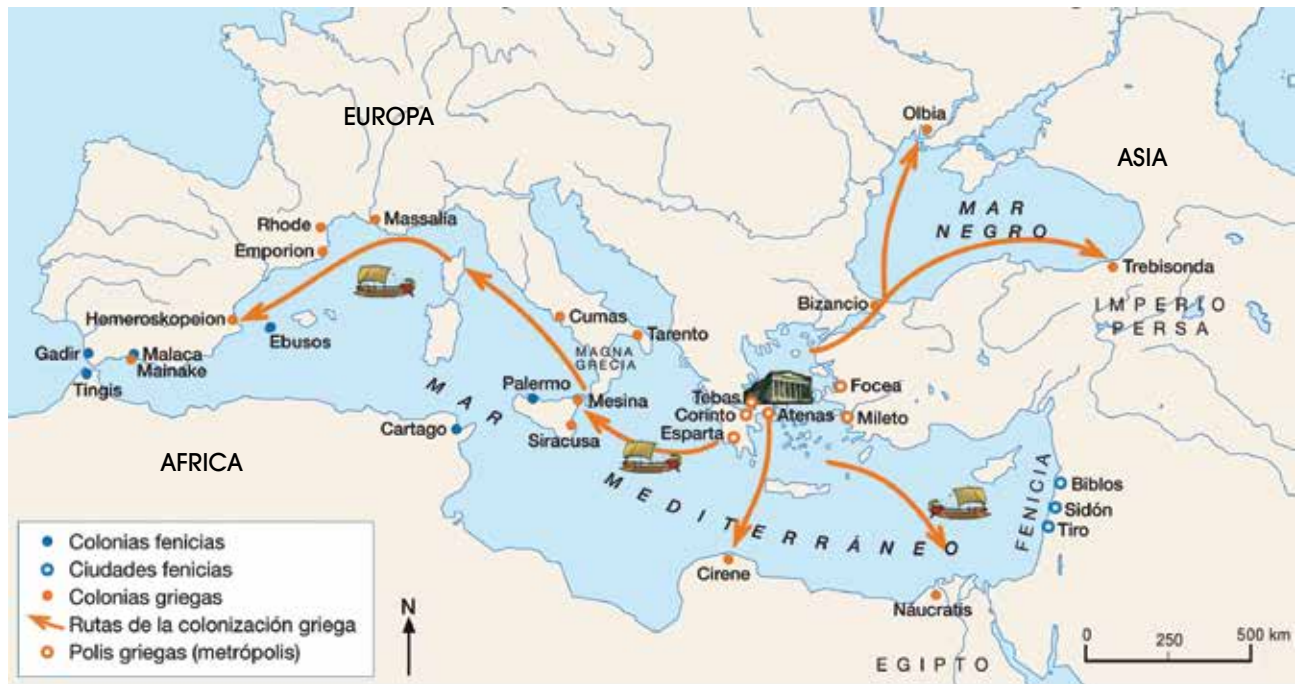 EUROPA
ASIA
AFRICA
Olbia
MAR
NEGRO
Trebisonda
IMPERIO
PERSA
Bizancio
Rhode
Massalía
Emporion
Hemeroskopeion
Ebusos
Gadir
Malaca
Mainake
Tingis
Cumas
Tarento
MAGNA
GRECIA
Palermo
Mesina
Siracusa
Cartago
Tebas
Corinto
Atenas
Esparta
Focea
Mileto
MAR MEDITERRÁNEO
FENICIA
Biblos
Sidón
Tiro
Cirene
Náucratis
EGIPTO
Colonias fenicias
Ciudades fenicias
Colonias griegas
Rutas de la colonización griega
Polis griegas (metrópolis)
N
0 250 500 km